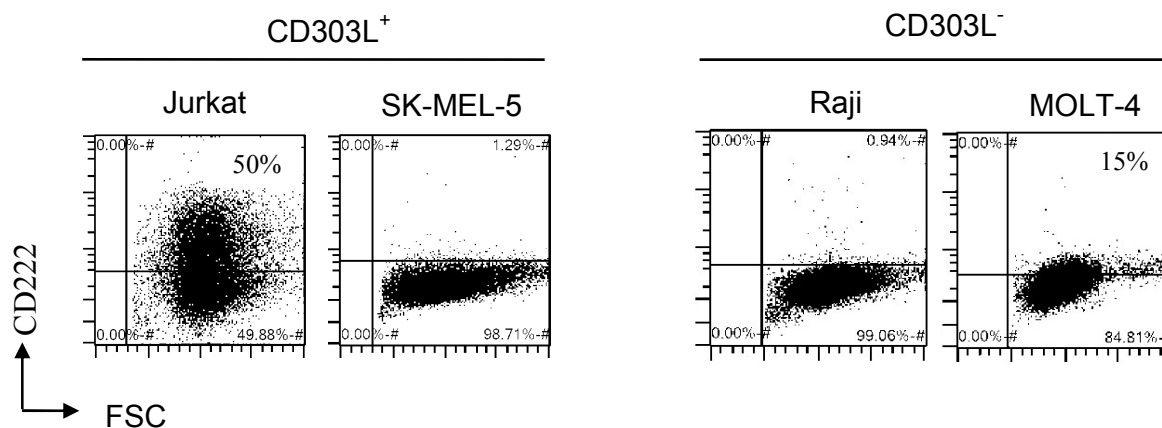 CD303L⁺
CD303L⁻
Jurkat
SK-MEL-5
Raji
MOLT-4
0.00%-#
50%
0.00%-#
49.88%-#
0.00%-#
1.29%-#
0.00%-#
98.71%-#
0.00%-#
0.94%-#
0.00%-#
99.06%-#
0.00%-#
15%
0.00%-#
84.81%-#
CD222
FSC